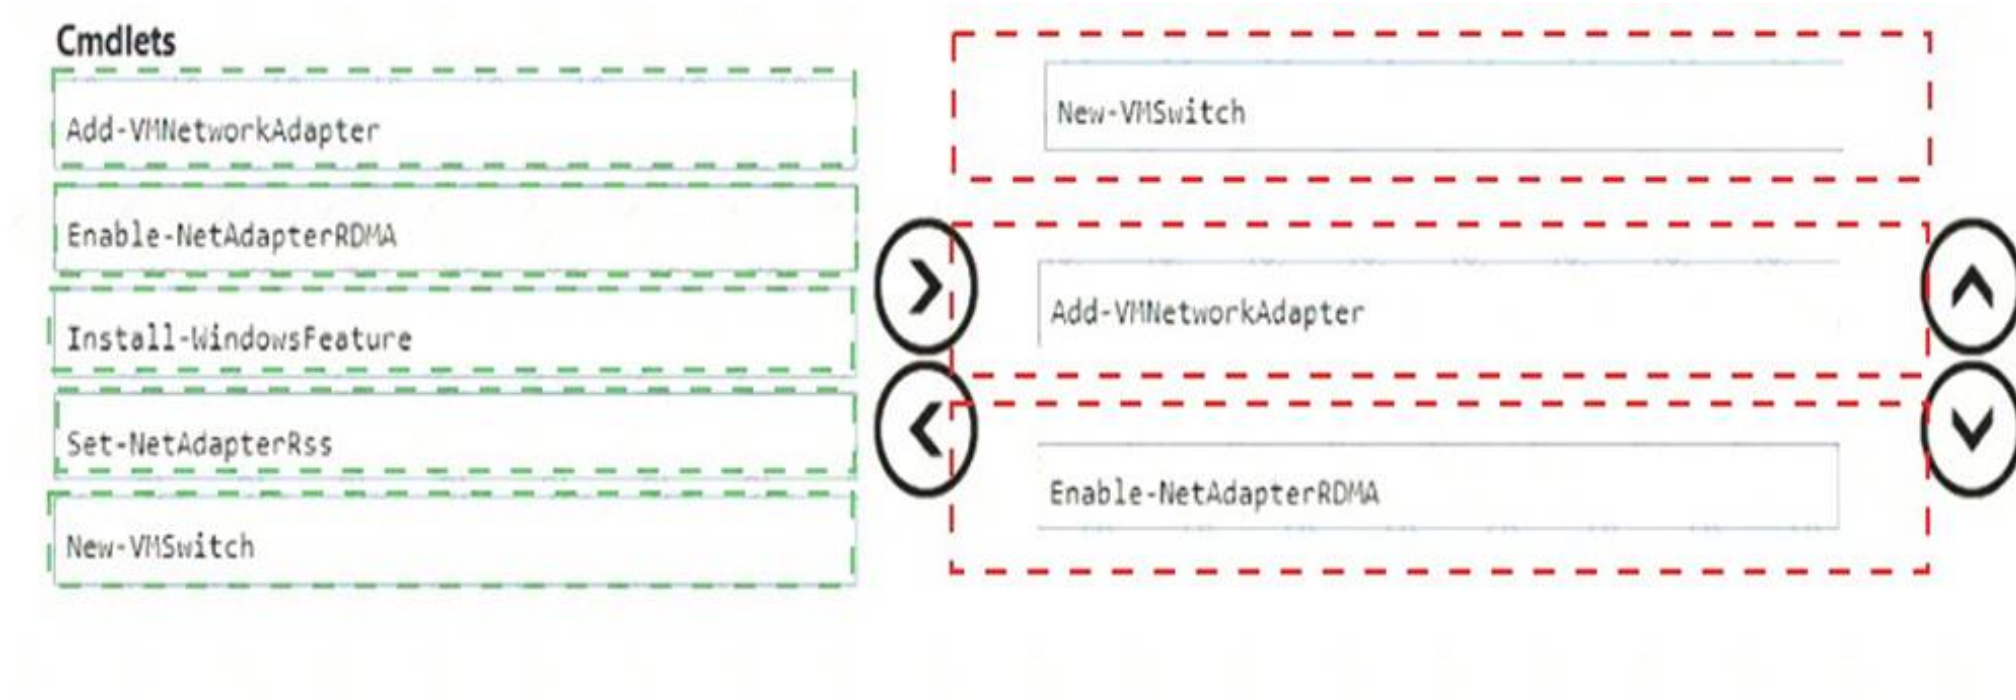 Cmdlets
Add-VMNetworkAdapter
Enable-NetAdapterRDMA
Install-WindowsFeature
Set-NetAdapterRss
New-VMSwitch
New-VMSwitch
Add-VMNetworkAdapter
Enable-NetAdapterRDMA